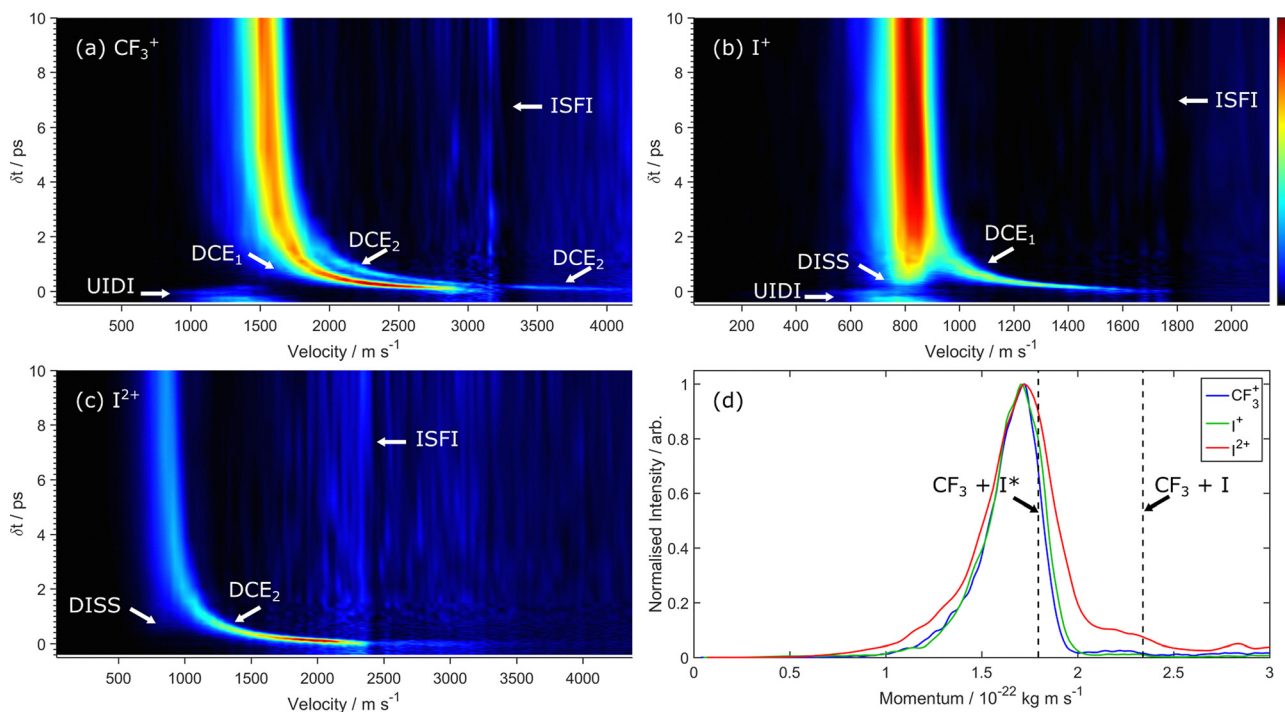 (a) CF₃⁺
10
8
6
4
2
0
δt / ps
ISFI
DCE₁
DCE₂
DCE₂
UIDI
500 1000 1500 2000 2500 3000 3500 4000
Velocity / m s⁻¹
(b) I⁺
10
8
6
4
2
0
δt / ps
ISFI
DCE₁
DISS
UIDI
200 400 600 800 1000 1200 1400 1600 1800 2000
Velocity / m s⁻¹
(c) I²⁺
10
8
6
4
2
0
δt / ps
ISFI
DISS
DCE₂
500 1000 1500 2000 2500 3000 3500 4000
Velocity / m s⁻¹
(d)
1
0.8
0.6
0.4
0.2
0
Normalised Intensity / arb.
CF₃⁺
I⁺
I²⁺
CF₃ + I*
CF₃ + I
0 0.5 1 1.5 2 2.5 3
Momentum / 10⁻²² kg m s⁻¹